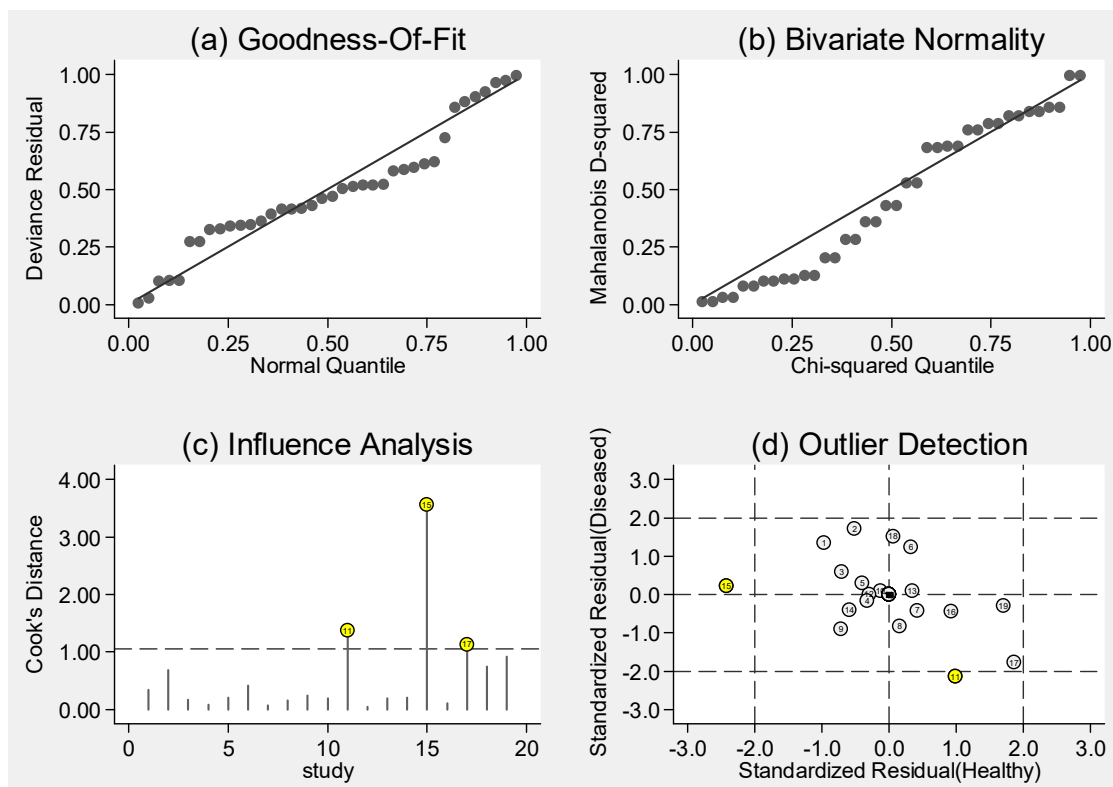 (a) Goodness-Of-Fit
Deviance Residual
1.00
0.75
0.50
0.25
0.00
0.00 0.25 0.50 0.75 1.00
Normal Quantile
(b) Bivariate Normality
Mahalanobis D-squared
1.00
0.75
0.50
0.25
0.00
0.00 0.25 0.50 0.75 1.00
Chi-squared Quantile
(c) Influence Analysis
Cook's Distance
4.00
3.00
2.00
1.00
0.00
15
11
17
0 5 10 15 20
study
(d) Outlier Detection
Standardized Residual(Diseased)
3.0
2.0
1.0
0.0
-1.0
-2.0
-3.0
2
18
1
6
3
15
5
13
12
4
19
14
7
16
8
9
17
11
-3.0 -2.0 -1.0 0.0 1.0 2.0 3.0
Standardized Residual(Healthy)